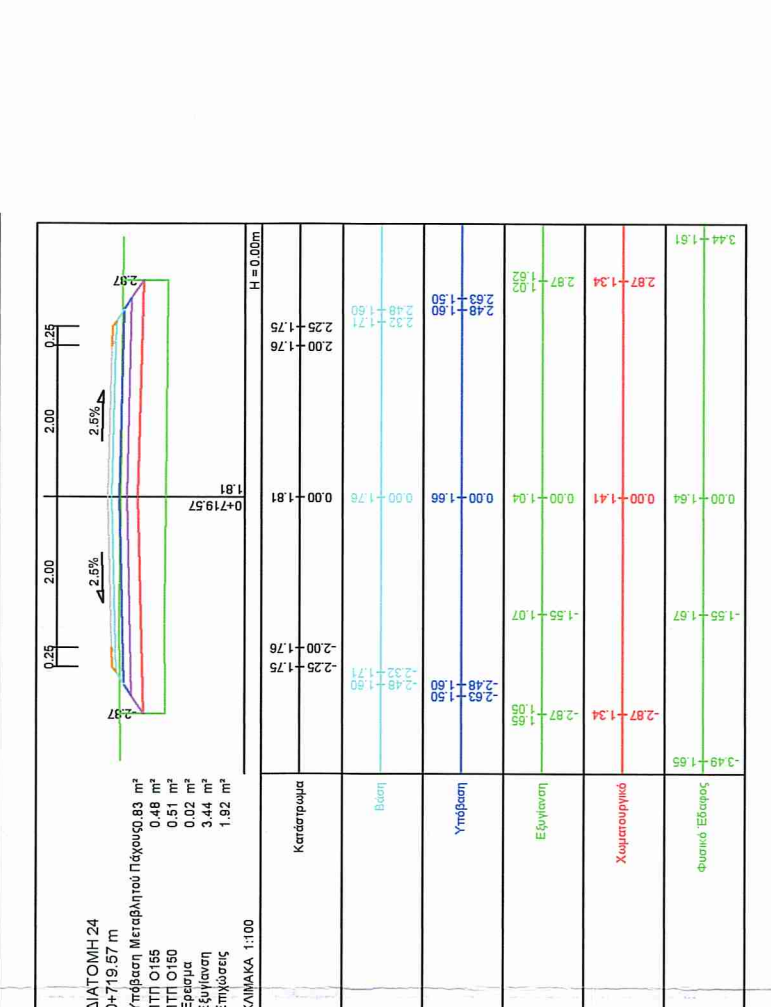 ΔΙΑΤΟΜΗ 24
0+719.57 m
Υπόβαση Μεταβλητού Πάχους 0.83 m²
ΠΤΠ Ο155 0.48 m²
ΠΤΠ Ο150 0.51 m²
Έρεισμα 0.02 m²
Εξυγίανση 3.44 m²
Επιχώσεις 1.92 m²
ΚΛΙΜΑΚΑ 1:100
0.25 2.00 2.00 0.25
2.5% 2.5%
-2.87 2.87
0+719.57
1.81
H = 0.00m
Κατάστρωμα
-2.25 1.75
-2.00 1.76
0.00 1.81
2.00 1.76
2.25 1.75
Βάση
-2.48 1.60
-2.32 1.71
0.00 1.76
2.32 1.71
2.48 1.60
Υπόβαση
-2.63 1.50
-2.48 1.60
0.00 1.66
2.48 1.60
2.63 1.50
Εξυγίανση
-2.87 1.65
1.05
-1.55 1.07
0.00 1.04
2.87 1.02
1.62
Χωματουργικό
-2.87 1.34
0.00 1.41
2.87 1.34
Φυσικό Έδαφος
-3.49 1.65
-1.55 1.67
0.00 1.64
3.44 1.61